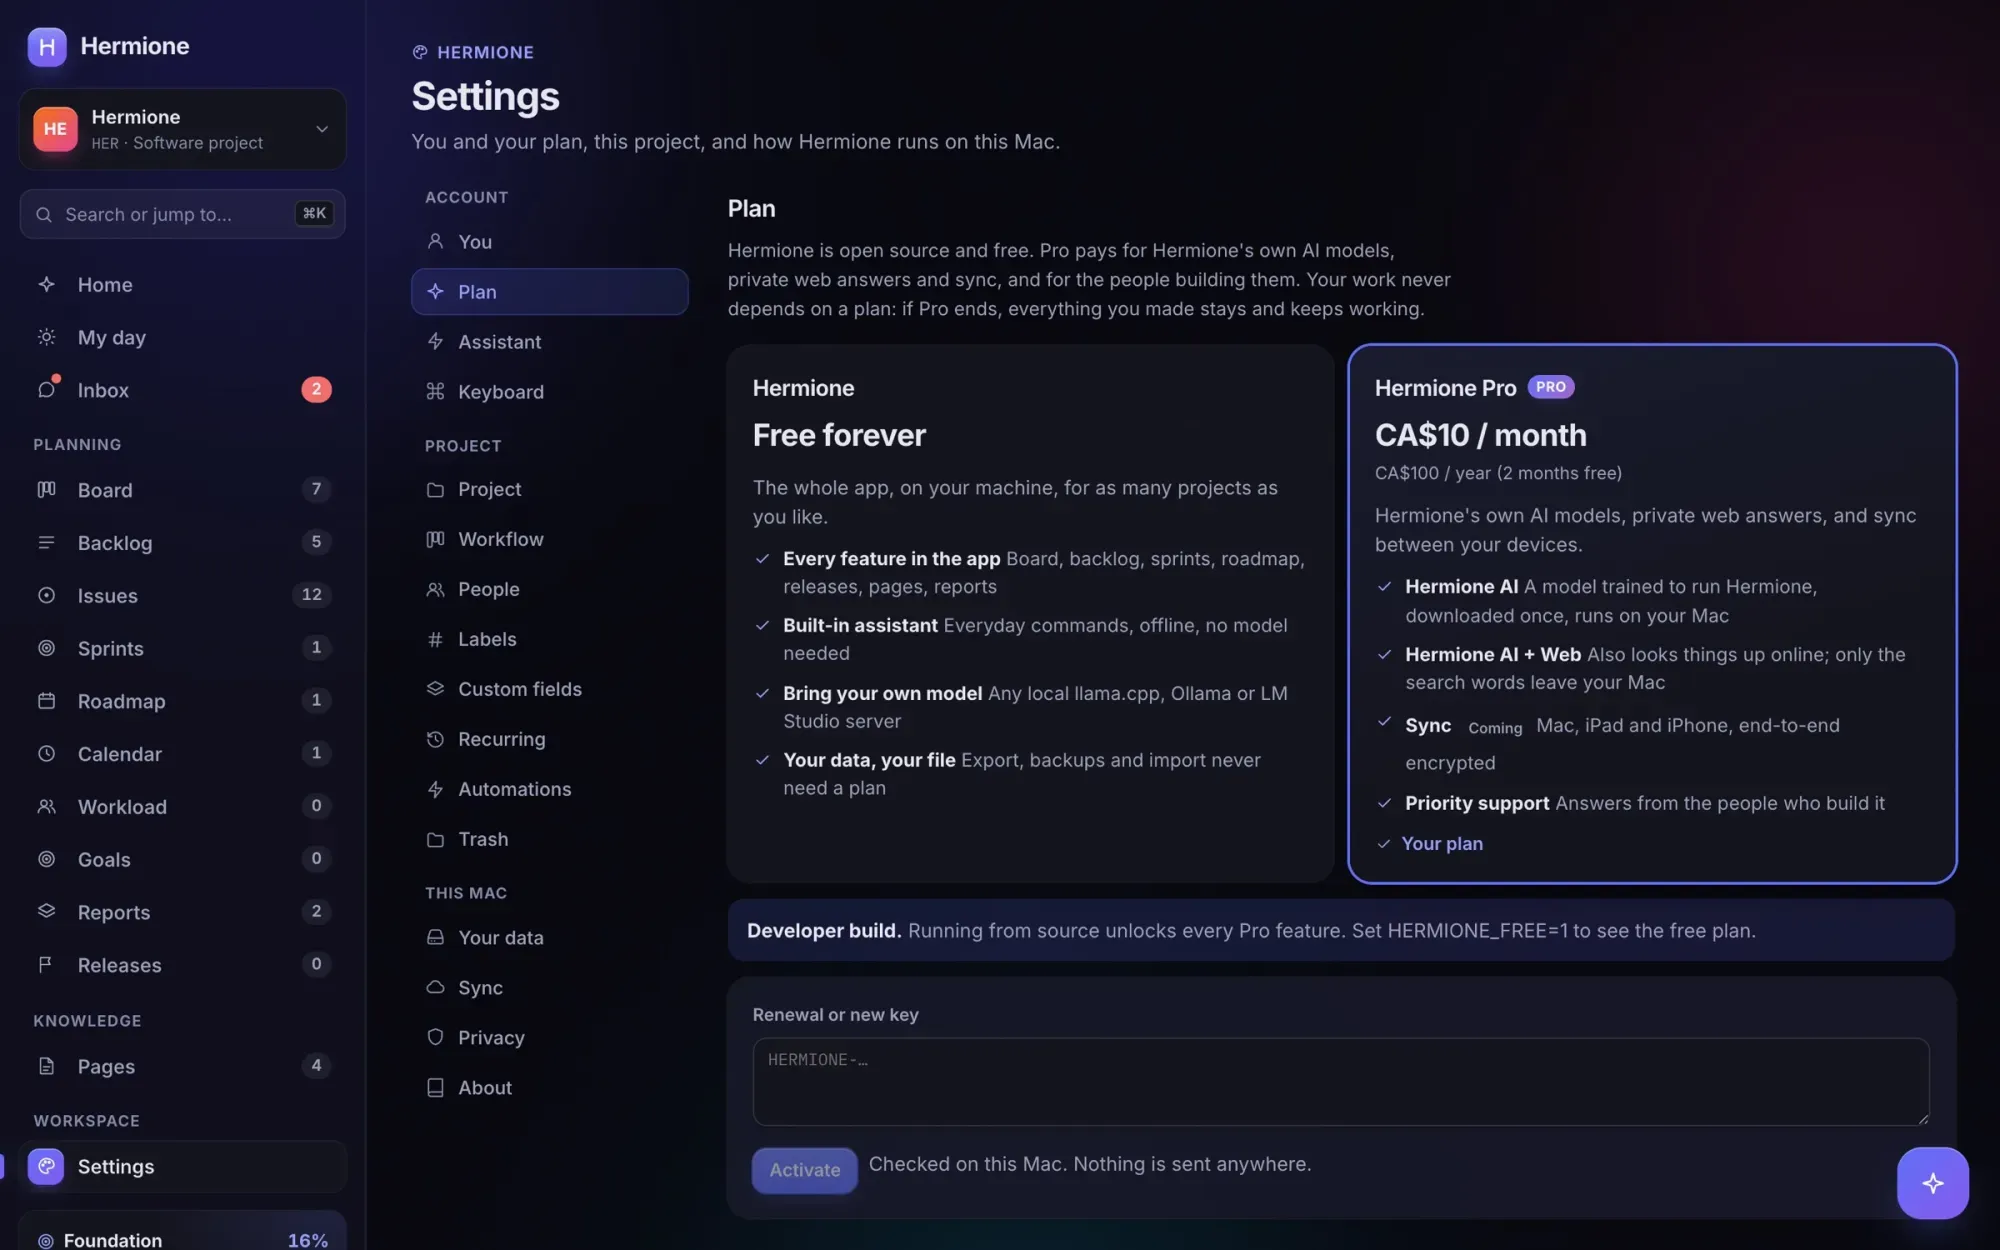 Hermione
HE
Hermione
HER · Software project
Search or jump to...
⌘K
Home
My day
Inbox
2
PLANNING
Board
7
Backlog
5
Issues
12
Sprints
1
Roadmap
1
Calendar
1
Workload
0
Goals
0
Reports
2
Releases
0
KNOWLEDGE
Pages
4
WORKSPACE
Settings
Foundation
16%
HERMIONE
Settings
You and your plan, this project, and how Hermione runs on this Mac.
ACCOUNT
You
Plan
Assistant
Keyboard
PROJECT
Project
Workflow
People
Labels
Custom fields
Recurring
Automations
Trash
THIS MAC
Your data
Sync
Privacy
About
Plan
Hermione is open source and free. Pro pays for Hermione's own AI models,
private web answers and sync, and for the people building them. Your work never
depends on a plan: if Pro ends, everything you made stays and keeps working.
Hermione
Free forever
The whole app, on your machine, for as many projects as
you like.
Every feature in the app Board, backlog, sprints, roadmap,
releases, pages, reports
Built-in assistant Everyday commands, offline, no model
needed
Bring your own model Any local llama.cpp, Ollama or LM
Studio server
Your data, your file Export, backups and import never
need a plan
Hermione Pro PRO
CA$10 / month
CA$100 / year (2 months free)
Hermione's own AI models, private web answers, and sync
between your devices.
Hermione AI A model trained to run Hermione,
downloaded once, runs on your Mac
Hermione AI + Web Also looks things up online; only the
search words leave your Mac
Sync Coming Mac, iPad and iPhone, end-to-end
encrypted
Priority support Answers from the people who build it
Your plan
Developer build. Running from source unlocks every Pro feature. Set HERMIONE_FREE=1 to see the free plan.
Renewal or new key
HERMIONE-…
Activate
Checked on this Mac. Nothing is sent anywhere.